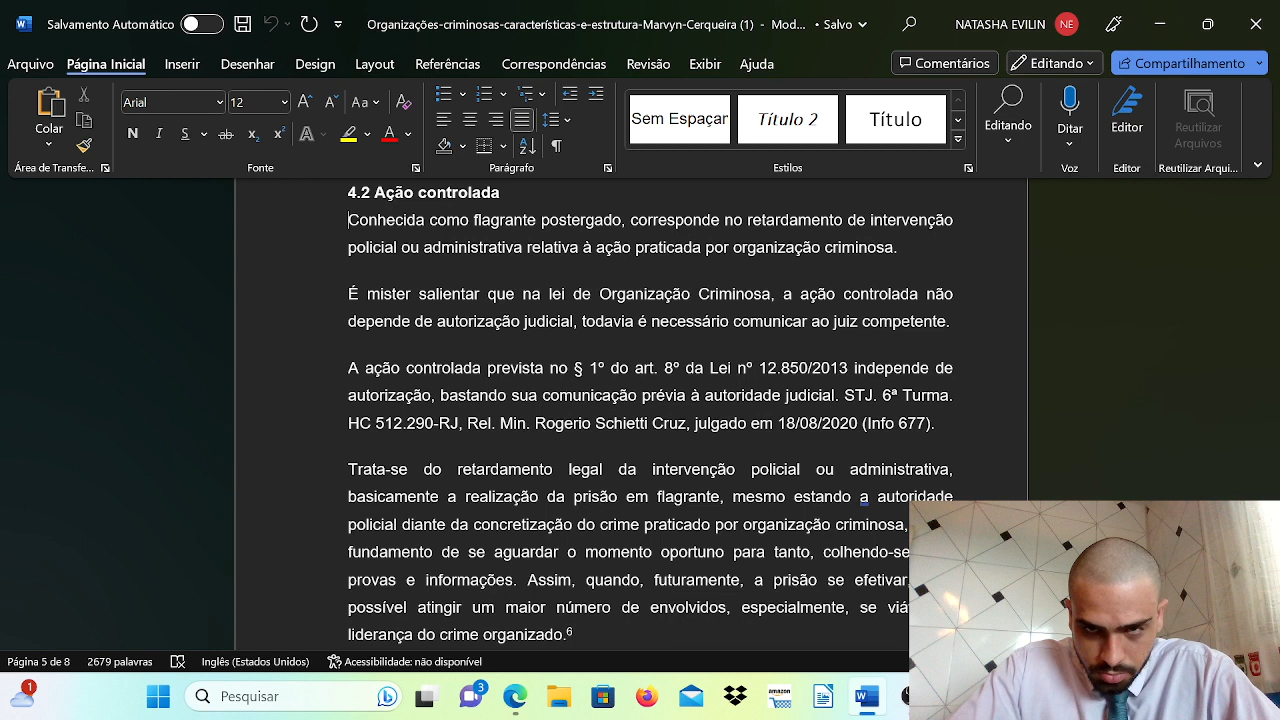 Salvamento Automático
Organizações-criminosas-características-e-estrutura-Marvyn-Cerqueira (1) - Mod... • Salvo
NATASHA EVILIN NE
Arquivo Página Inicial Inserir Desenhar Design Layout Referências Correspondências Revisão Exibir Ajuda
Comentários Editando Compartilhamento
Colar
Arial 12 Aa
N I S ab x₂ x² A A
Sem Espaçar Título 2 Título
Editando Ditar Editor Reutilizar Arquivos
Área de Transfe... Fonte Parágrafo Estilos Voz Editor Reutilizar Arqui...
4.2 Ação controlada
Conhecida como flagrante postergado, corresponde no retardamento de intervenção
policial ou administrativa relativa à ação praticada por organização criminosa.
É mister salientar que na lei de Organização Criminosa, a ação controlada não
depende de autorização judicial, todavia é necessário comunicar ao juiz competente.
A ação controlada prevista no § 1º do art. 8º da Lei nº 12.850/2013 independe de
autorização, bastando sua comunicação prévia à autoridade judicial. STJ. 6ª Turma.
HC 512.290-RJ, Rel. Min. Rogerio Schietti Cruz, julgado em 18/08/2020 (Info 677).
Trata-se do retardamento legal da intervenção policial ou administrativa,
basicamente a realização da prisão em flagrante, mesmo estando a autoridade
policial diante da concretização do crime praticado por organização criminosa,
fundamento de se aguardar o momento oportuno para tanto, colhendo-se
provas e informações. Assim, quando, futuramente, a prisão se efetivar,
possível atingir um maior número de envolvidos, especialmente, se viá
liderança do crime organizado.⁶
Página 5 de 8 2679 palavras Inglês (Estados Unidos) Acessibilidade: não disponível
1 Pesquisar 3 amazon